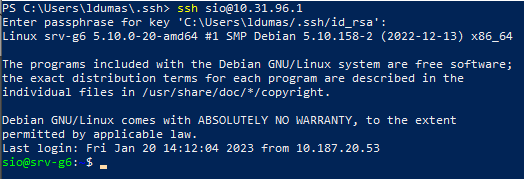 PS C:\Users\ldumas\.ssh> ssh sio@10.31.96.1
Enter passphrase for key 'C:\Users\ldumas/.ssh/id_rsa':
Linux srv-g6 5.10.0-20-amd64 #1 SMP Debian 5.10.158-2 (2022-12-13) x86_64
The programs included with the Debian GNU/Linux system are free software;
the exact distribution terms for each program are described in the
individual files in /usr/share/doc/*/copyright.
Debian GNU/Linux comes with ABSOLUTELY NO WARRANTY, to the extent
permitted by applicable law.
Last login: Fri Jan 20 14:12:04 2023 from 10.187.20.53
sio@srv-g6:~$